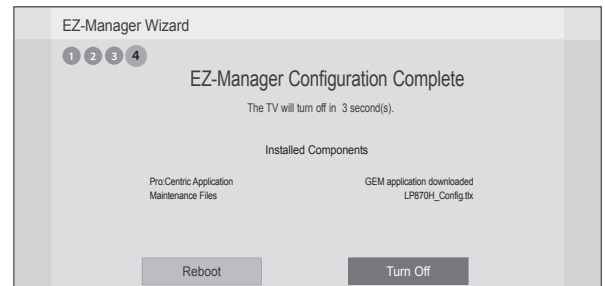 EZ-Manager Wizard
1 2 3 4
EZ-Manager Configuration Complete
The TV will turn off in 3 second(s).
Installed Components
Pro:Centric Application GEM application downloaded
Maintenance Files LP870H_Config.tlx
Reboot Turn Off